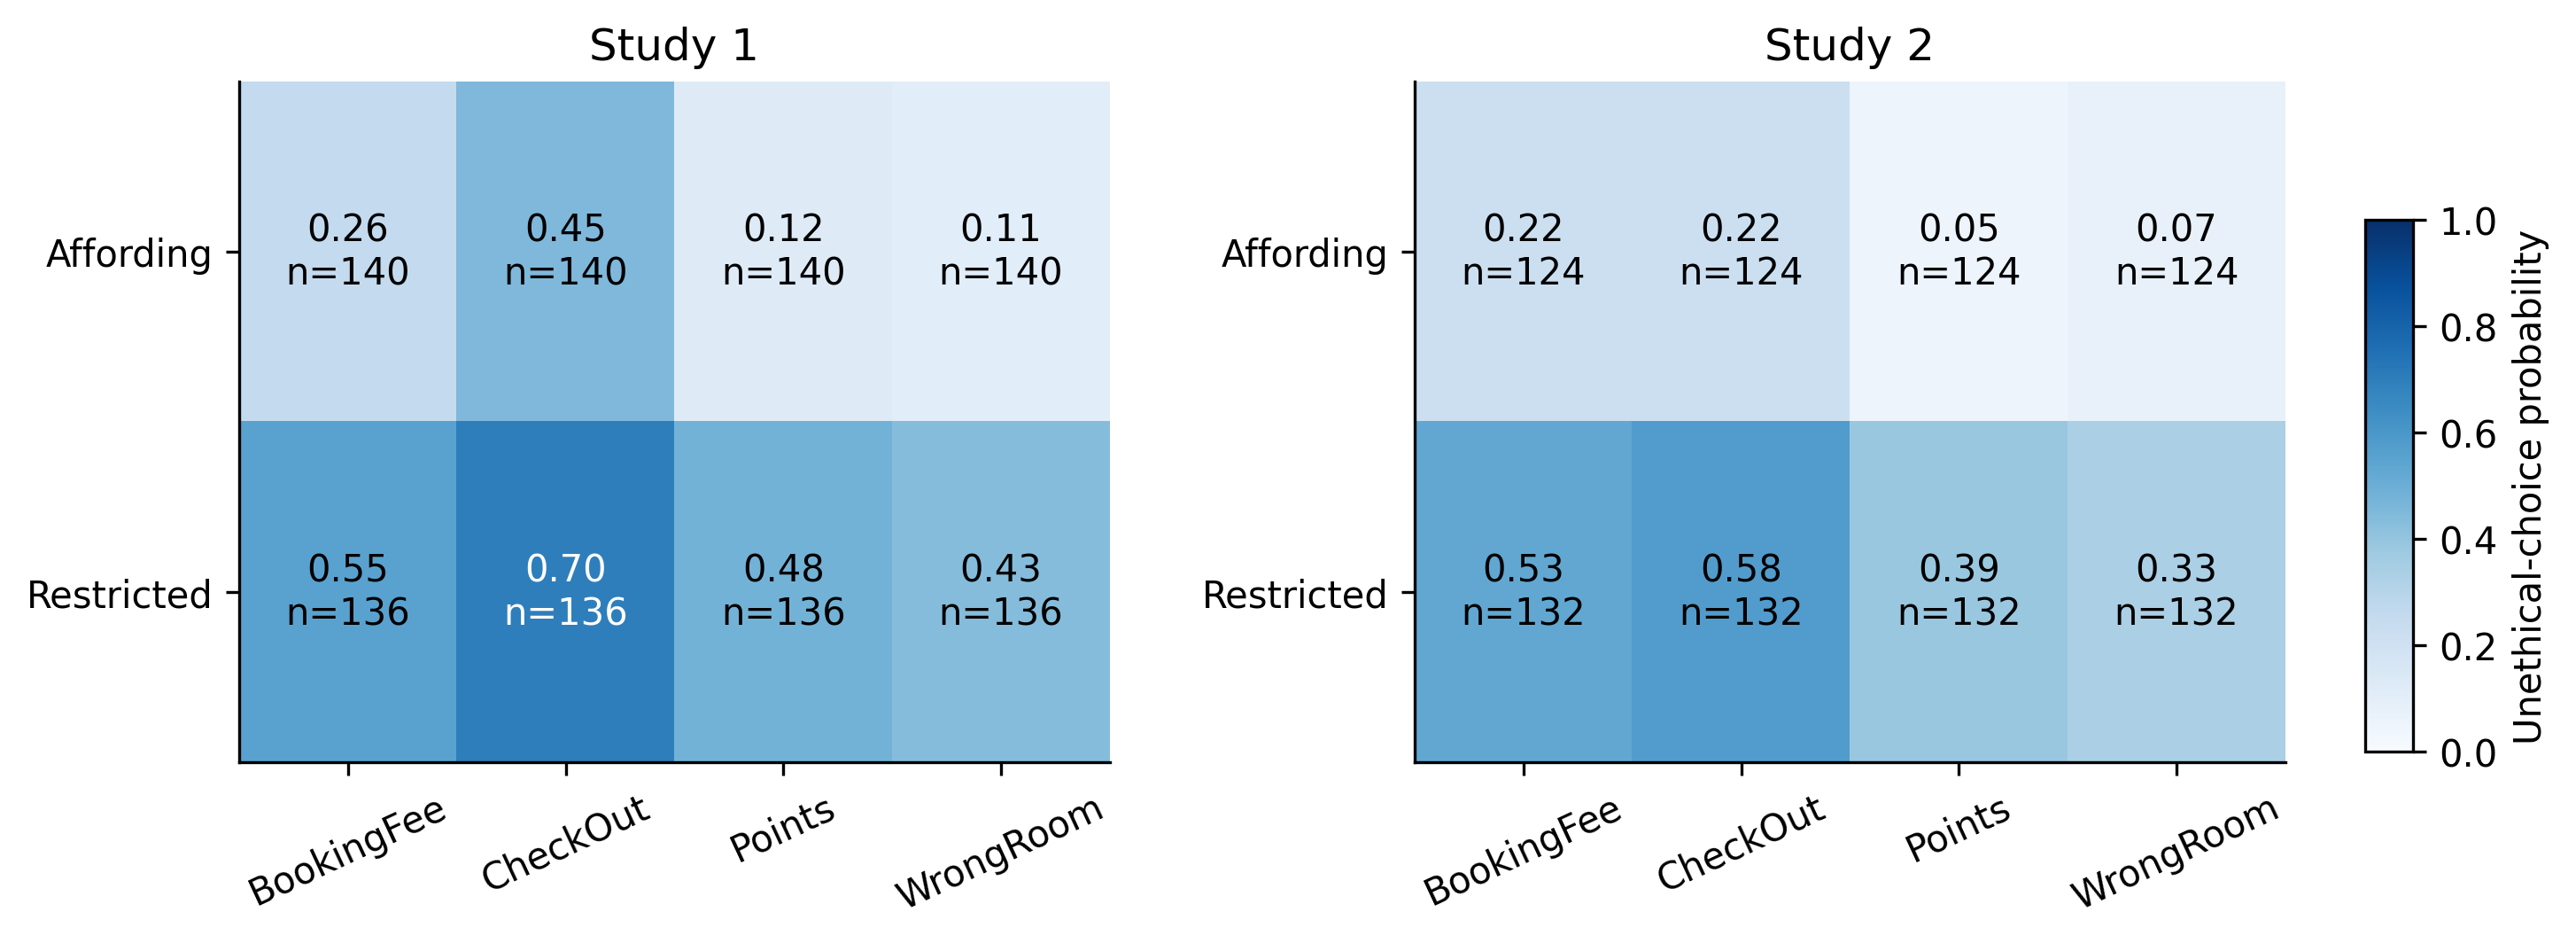 Study 1
Affording
0.26
n=140
0.45
n=140
0.12
n=140
0.11
n=140
Restricted
0.55
n=136
0.70
n=136
0.48
n=136
0.43
n=136
BookingFee
CheckOut
Points
WrongRoom
Study 2
Affording
0.22
n=124
0.22
n=124
0.05
n=124
0.07
n=124
Restricted
0.53
n=132
0.58
n=132
0.39
n=132
0.33
n=132
BookingFee
CheckOut
Points
WrongRoom
1.0
0.8
0.6
0.4
0.2
0.0
Unethical-choice probability